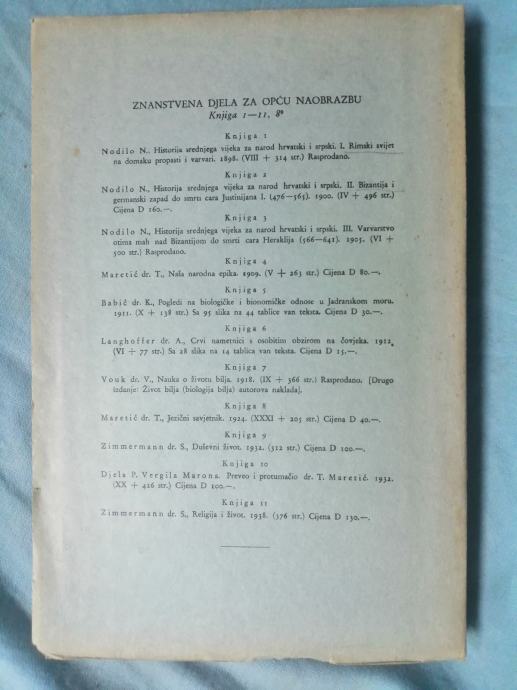 ZNANSTVENA DJELA ZA OPĆU NAOBRAZBU
Knjiga 1—11, 8º
Knjiga 1
Nodilo N., Historija srednjega vijeka za narod hrvatski i srpski. I. Rimski svijet
na domaku propasti i varvari. 1898. (VIII + 314 str.) Rasprodano.
Knjiga 2
Nodilo N., Historija srednjega vijeka za narod hrvatski i srpski. II. Bizantija i
germanski zapad do smrti cara Justinijana I. (476—565). 1900. (IV + 496 str.)
Cijena D 160.—.
Knjiga 3
Nodilo N., Historija srednjega vijeka za narod hrvatski i srpski. III. Varvarstvo
otima mah nad Bizantijom do smrti cara Heraklija (566—641). 1905. (VI +
500 str.) Rasprodano.
Knjiga 4
Maretić dr. T., Naša narodna epika. 1909. (V + 263 str.) Cijena D 80.—.
Knjiga 5
Babić dr. K., Pogledi na biologičke i bionomičke odnose u Jadranskom moru.
1911. (X + 138 str.) Sa 95 slika na 44 tablice van teksta. Cijena D 30.—.
Knjiga 6
Langhoffer dr. A., Crvi nametnici s osobitim obzirom na čovjeka. 1912.
(VI + 77 str.) Sa 28 slika na 14 tablica van teksta. Cijena D 15.—.
Knjiga 7
Vouk dr. V., Nauka o životu bilja. 1918. (IX + 366 str.) Rasprodano. [Drugo
izdanje: Život bilja (biologija bilja) autorova naklada].
Knjiga 8
Maretić dr. T., Jezični savjetnik. 1924. (XXXI + 205 str.) Cijena D 40.—.
Knjiga 9
Zimmermann dr. S., Duševni život. 1932. (312 str.) Cijena D 100.—.
Knjiga 10
Djela P. Vergila Marona. Preveo i protumačio dr. T. Maretić. 1932.
(XX + 426 str.) Cijena D 100.—.
Knjiga 11
Zimmermann dr. S., Religija i život. 1938. (376 str.) Cijena D 130.—.